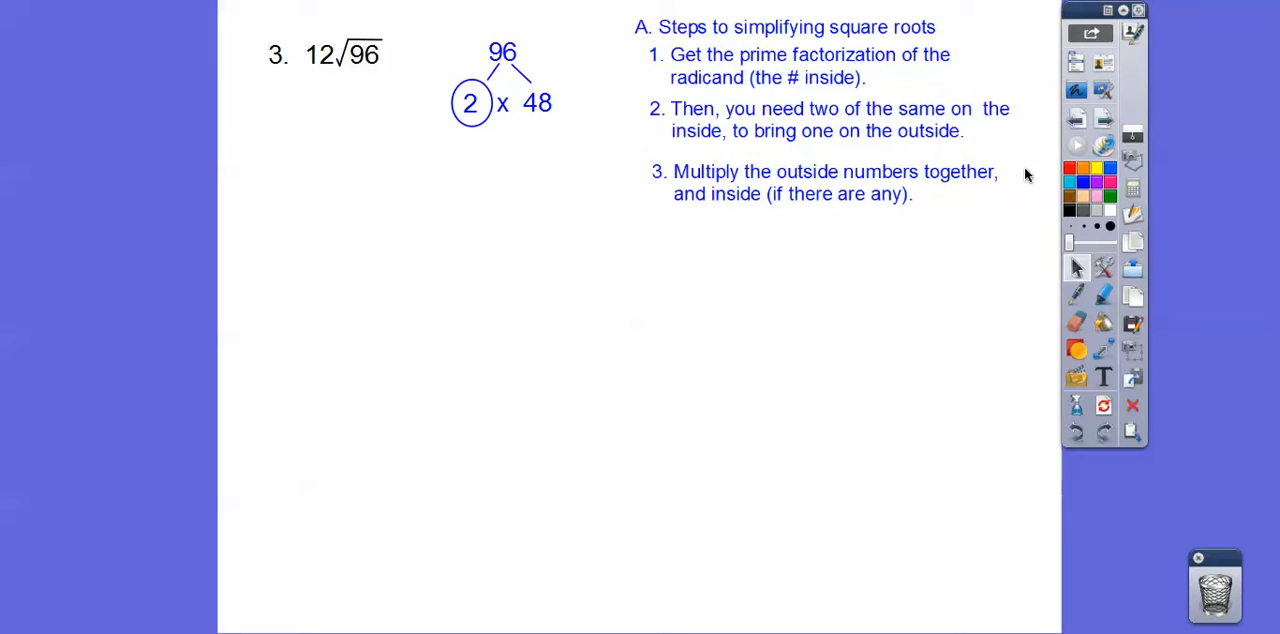 3. 12√96
96
2 x 48
A. Steps to simplifying square roots
1. Get the prime factorization of the
radicand (the # inside).
2. Then, you need two of the same on the
inside, to bring one on the outside.
3. Multiply the outside numbers together,
and inside (if there are any).
T